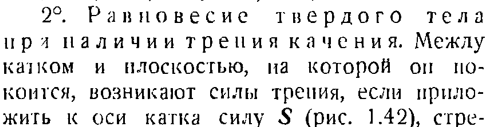 2°. Равновесие твердого тела
при наличии трения качения. Между
катком и плоскостью, на которой он по-
коится, возникают силы трения, если прило-
жить к оси катка силу S (рис. 1.42), стре-